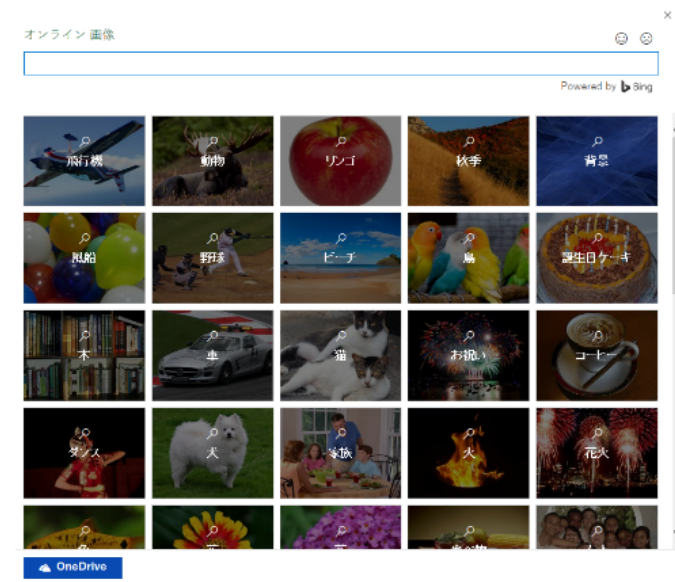 オンライン 画像
Powered by Bing
飛行機
動物
リンゴ
秋季
背景
風船
野球
ビーチ
鳥
誕生日ケーキ
本
車
猫
お祝い
コーヒー
ダンス
犬
家族
火
花火
OneDrive